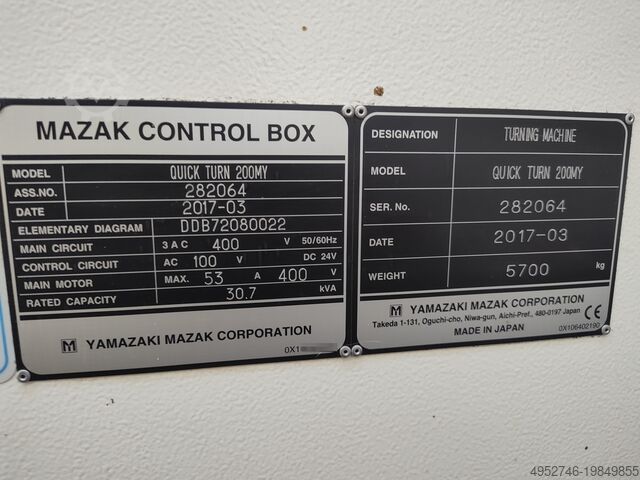 MAZAK CONTROL BOX
MODEL QUICK TURN 200MY
ASS.NO. 282064
DATE 2017-03
ELEMENTARY DIAGRAM DDB72080022
MAIN CIRCUIT 3 A C 400 V 50/60Hz
CONTROL CIRCUIT AC 100 V DC 24V
MAIN MOTOR MAX. 53 A 400 V
RATED CAPACITY 30.7 kVA
M YAMAZAKI MAZAK CORPORATION
0X1
DESIGNATION TURNING MACHINE
MODEL QUICK TURN 200MY
SER. No. 282064
DATE 2017-03
WEIGHT 5700 kg
M YAMAZAKI MAZAK CORPORATION CE
Takeda 1-131, Oguchi-cho, Niwa-gun, Aichi-Pref., 480-0197 Japan
MADE IN JAPAN 0X106402190
4952746-19849855